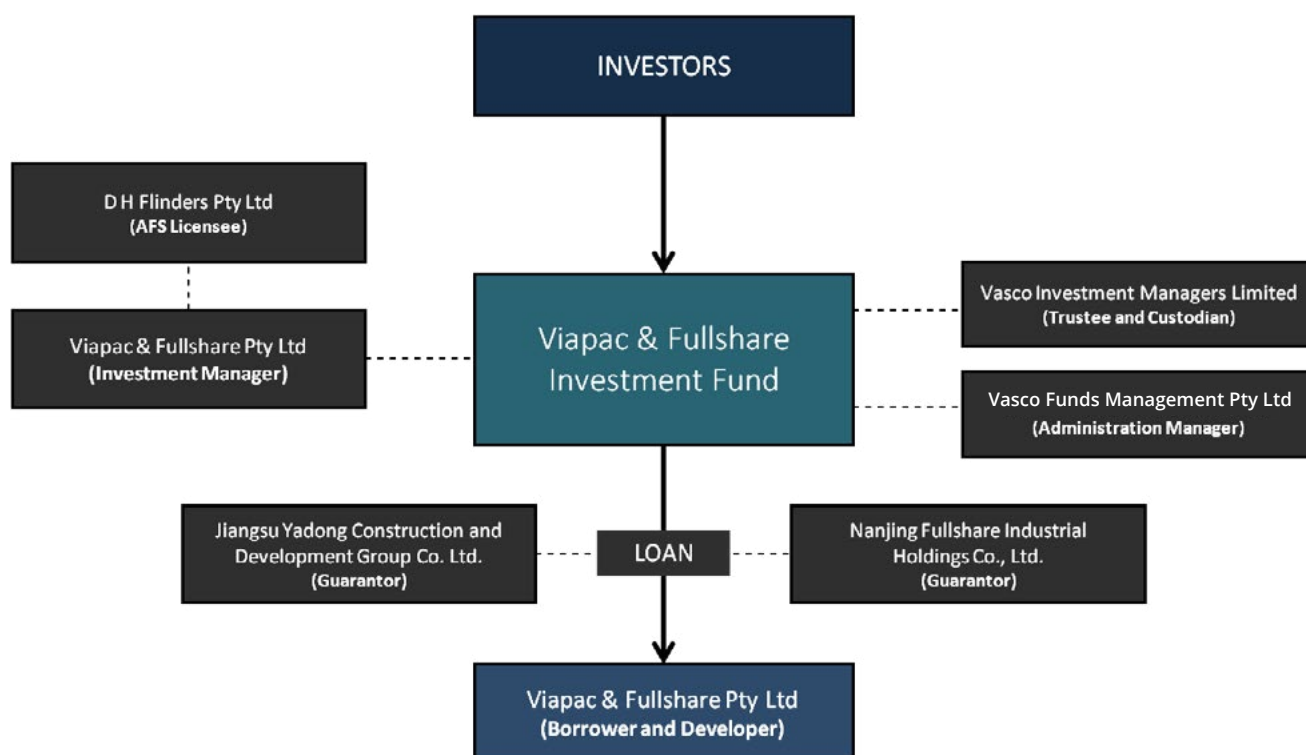 INVESTORS
D H Flinders Pty Ltd
(AFS Licensee)
Viapac & Fullshare Pty Ltd
(Investment Manager)
Viapac & Fullshare
Investment Fund
Vasco Investment Managers Limited
(Trustee and Custodian)
Vasco Funds Management Pty Ltd
(Administration Manager)
Jiangsu Yadong Construction and
Development Group Co. Ltd.
(Guarantor)
LOAN
Nanjing Fullshare Industrial
Holdings Co., Ltd.
(Guarantor)
Viapac & Fullshare Pty Ltd
(Borrower and Developer)